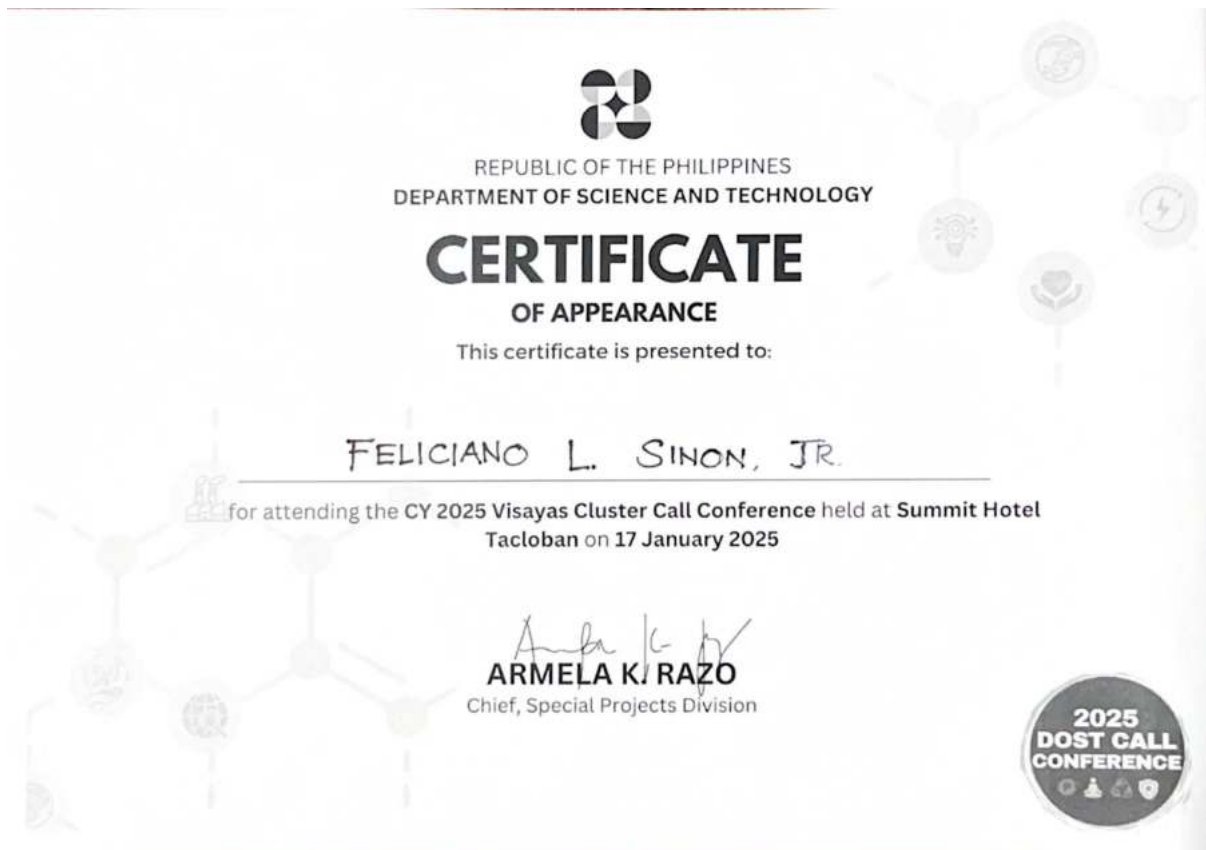 REPUBLIC OF THE PHILIPPINES
DEPARTMENT OF SCIENCE AND TECHNOLOGY
CERTIFICATE
OF APPEARANCE
This certificate is presented to:
FELICIANO L. SINON, JR.
for attending the CY 2025 Visayas Cluster Call Conference held at Summit Hotel
Tacloban on 17 January 2025
ARMELA K. RAZO
Chief, Special Projects Division
2025
DOST CALL
CONFERENCE